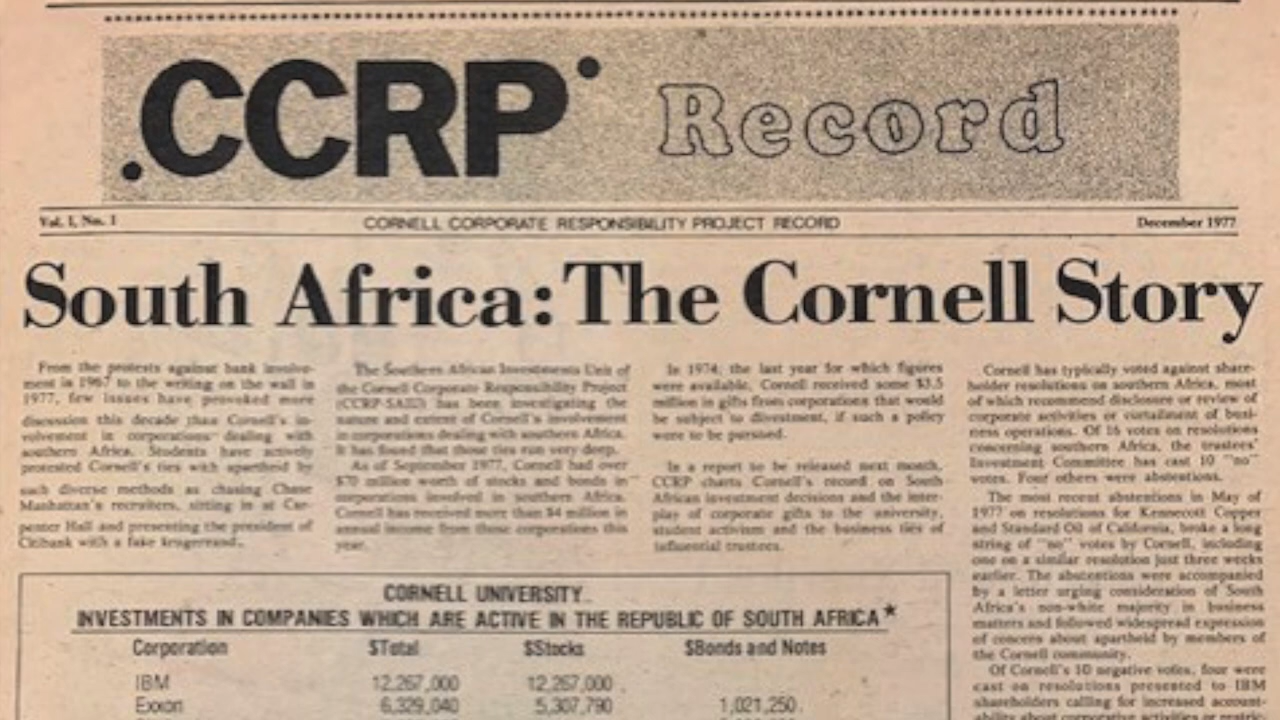 .CCRP· Record
Vol. I, No. 1 CORNELL CORPORATE RESPONSIBILITY PROJECT RECORD December 1977
South Africa: The Cornell Story
From the protests against bank involve-
ment in 1967 to the writing on the wall in
1977, few issues have provoked more
discussion this decade than Cornell's in-
volvement in corporations dealing with
southern Africa. Students have actively
protested Cornell's ties with apartheid by
such diverse methods as chasing Chase
Manhattan's recruiters, sitting in at Car-
penter Hall and presenting the president of
Citibank with a fake krugerrand.
The Southern African Investments Unit of
the Cornell Corporate Responsibility Project
(CCRP-SAIU) has been investigating the
nature and extent of Cornell's involvement
in corporations dealing with southern Africa.
It has found that those ties run very deep.
As of September 1977, Cornell had over
$70 million worth of stocks and bonds in
corporations involved in southern Africa.
Cornell has received more than $4 million in
annual income from those corporations this
year.
In 1974, the last year for which figures
were available, Cornell received some $3.5
million in gifts from corporations that would
be subject to divestment, if such a policy
were to be pursued.
In a report to be released next month,
CCRP charts Cornell's record on South
African investment decisions and the inter-
play of corporate gifts to the university,
student activism and the business ties of
influential trustees.
Cornell has typically voted against share-
holder resolutions on southern Africa, most
of which recommend disclosure or review of
corporate activities or curtailment of busi-
ness operations. Of 16 votes on resolutions
concerning southern Africa, the trustees'
Investment Committee has cast 10 "no"
votes. Four others were abstentions.
The most recent abstentions in May of
1977 on resolutions for Kennecott Copper
and Standard Oil of California, broke a long
string of "no" votes by Cornell, including
one on a similar resolution just three weeks
earlier. The abstentions were accompanied
by a letter urging consideration of South
Africa's non-white majority in business
matters and followed widespread expression
of concern about apartheid by members of
the Cornell community.
Of Cornell's 10 negative votes, four were
cast on resolutions presented to IBM
shareholders calling for increased account-
ability about corporate activities or restric-
CORNELL UNIVERSITY
INVESTMENTS IN COMPANIES WHICH ARE ACTIVE IN THE REPUBLIC OF SOUTH AFRICA*
Corporation $Total $Stocks $Bonds and Notes
IBM 12,267,000 12,267,000
Exxon 6,329,040 5,307,790 1,021,250